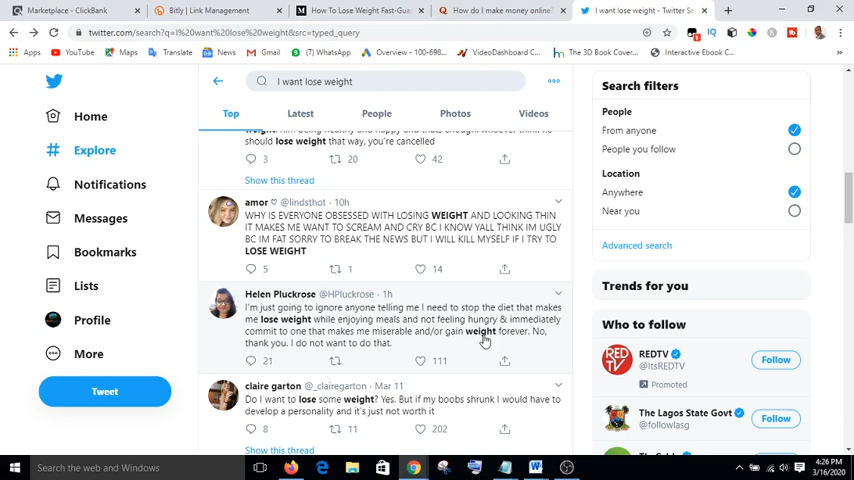 Marketplace - ClickBank
Bitly | Link Management
How To Lose Weight Fast-Gua
How do I make money online?
I want lose weight - Twitter Sea
twitter.com/search?q=I%20want%20lose%20weight&src=typed_query
Apps
YouTube
Maps
Translate
News
Gmail
(7) WhatsApp
Overview - 100-698...
VideoDashboard C...
The 3D Book Cover...
Interactive Ebook C...
I want lose weight
Top
Latest
People
Photos
Videos
Home
Explore
Notifications
Messages
Bookmarks
Lists
Profile
More
Tweet
should lose weight that way, you're cancelled
3
20
42
Show this thread
amor ♡ @lindsthot · 10h
WHY IS EVERYONE OBSESSED WITH LOSING WEIGHT AND LOOKING THIN
IT MAKES ME WANT TO SCREAM AND CRY BC I KNOW YALL THINK IM UGLY
BC IM FAT SORRY TO BREAK THE NEWS BUT I WILL KILL MYSELF IF I TRY TO
LOSE WEIGHT
5
1
14
Helen Pluckrose @HPluckrose · 1h
I'm just going to ignore anyone telling me I need to stop the diet that makes
me lose weight while enjoying meals and not feeling hungry & immediately
commit to one that makes me miserable and/or gain weight forever. No,
thank you. I do not want to do that.
21
111
claire garton @_clairegarton · Mar 11
Do I want to lose some weight? Yes. But if my boobs shrunk I would have to
develop a personality and it's just not worth it
8
11
202
Show this thread
Search filters
People
From anyone
People you follow
Location
Anywhere
Near you
Advanced search
Trends for you
Who to follow
REDTV
@ItsREDTV
Follow
Promoted
The Lagos State Govt
@followlasg
Follow
Search the web and Windows
4:26 PM
3/16/2020